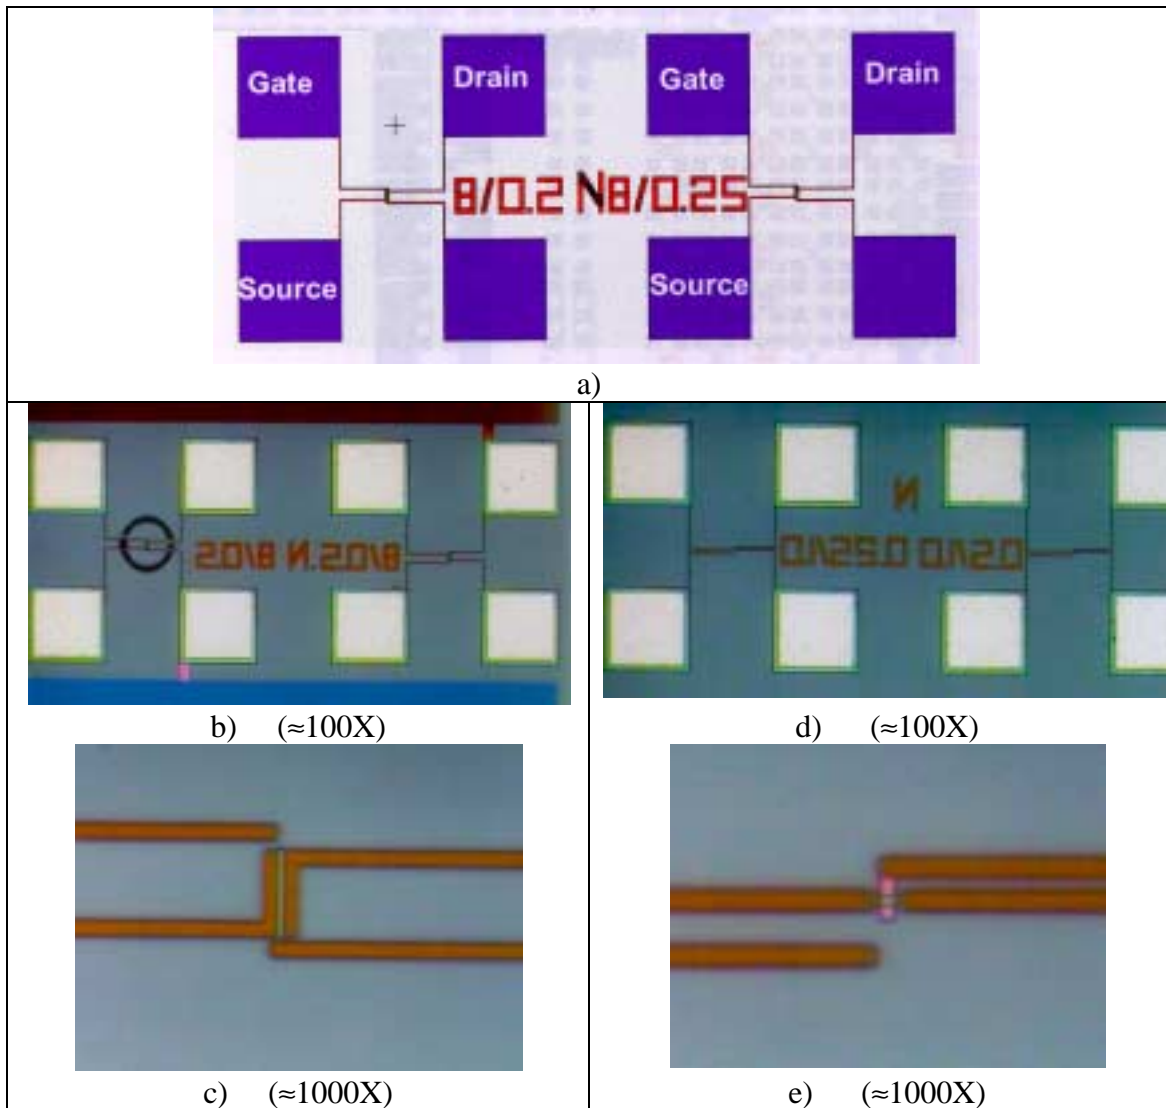 Gate Drain Gate Drain
8/0.2 N8/0.25
Source Source
a)
b) (≈100X)
d) (≈100X)
c) (≈1000X)
e) (≈1000X)